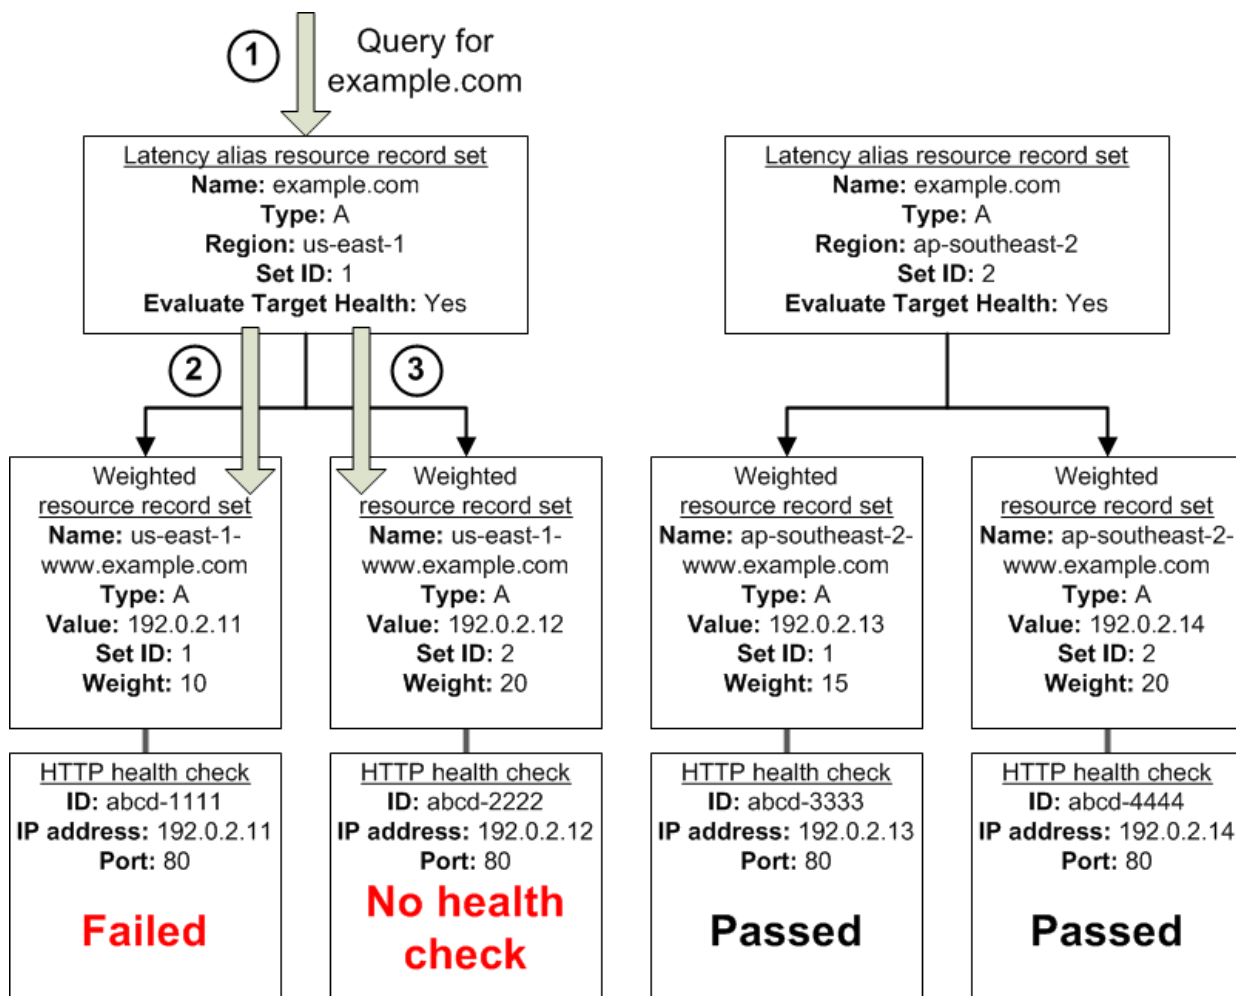 1
Query for
example.com
Latency alias resource record set
Name: example.com
Type: A
Region: us-east-1
Set ID: 1
Evaluate Target Health: Yes
Latency alias resource record set
Name: example.com
Type: A
Region: ap-southeast-2
Set ID: 2
Evaluate Target Health: Yes
2
3
Weighted
resource record set
Name: us-east-1-
www.example.com
Type: A
Value: 192.0.2.11
Set ID: 1
Weight: 10
Weighted
resource record set
Name: us-east-1-
www.example.com
Type: A
Value: 192.0.2.12
Set ID: 2
Weight: 20
Weighted
resource record set
Name: ap-southeast-2-
www.example.com
Type: A
Value: 192.0.2.13
Set ID: 1
Weight: 15
Weighted
resource record set
Name: ap-southeast-2-
www.example.com
Type: A
Value: 192.0.2.14
Set ID: 2
Weight: 20
HTTP health check
ID: abcd-1111
IP address: 192.0.2.11
Port: 80
Failed
HTTP health check
ID: abcd-2222
IP address: 192.0.2.12
Port: 80
No health
check
HTTP health check
ID: abcd-3333
IP address: 192.0.2.13
Port: 80
Passed
HTTP health check
ID: abcd-4444
IP address: 192.0.2.14
Port: 80
Passed